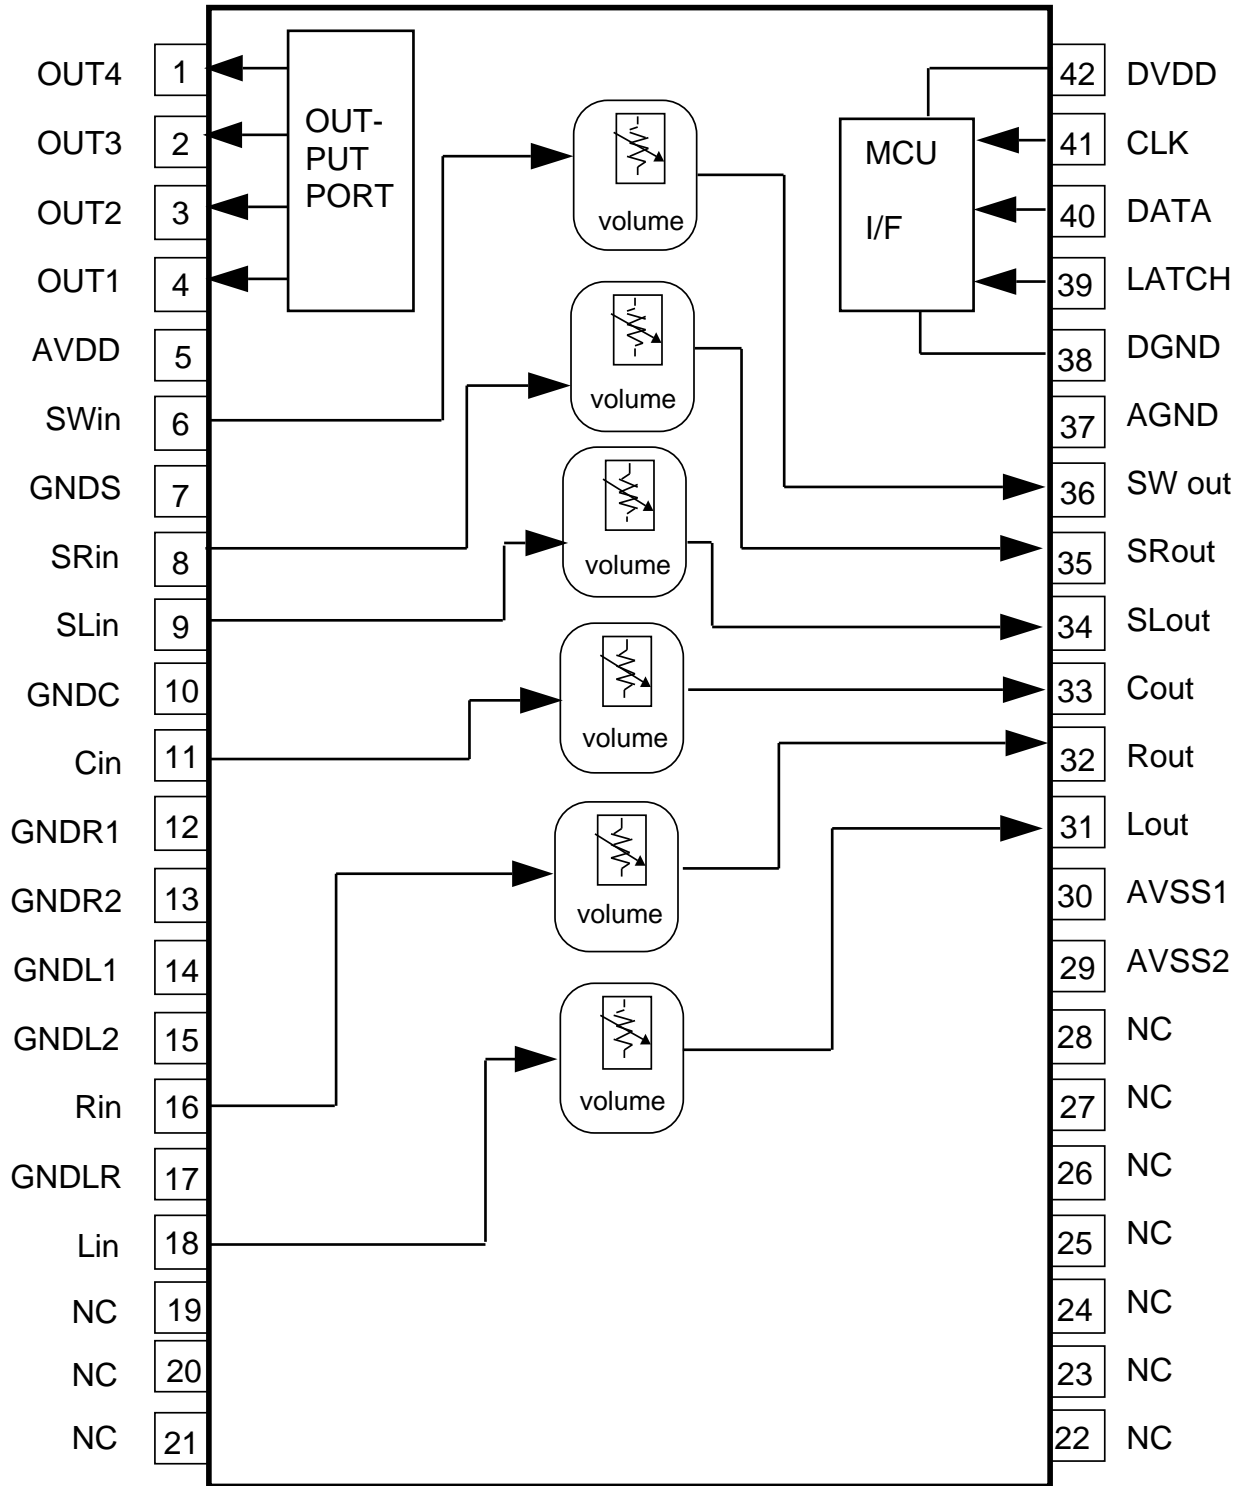 OUT4 1
OUT3 2
OUT2 3
OUT1 4
AVDD 5
SWin 6
GNDS 7
SRin 8
SLin 9
GNDC 10
Cin 11
GNDR1 12
GNDR2 13
GNDL1 14
GNDL2 15
Rin 16
GNDLR 17
Lin 18
NC 19
NC 20
NC 21
OUT-
PUT
PORT
volume
volume
volume
volume
volume
volume
MCU
I/F
42 DVDD
41 CLK
40 DATA
39 LATCH
38 DGND
37 AGND
36 SW out
35 SRout
34 SLout
33 Cout
32 Rout
31 Lout
30 AVSS1
29 AVSS2
28 NC
27 NC
26 NC
25 NC
24 NC
23 NC
22 NC